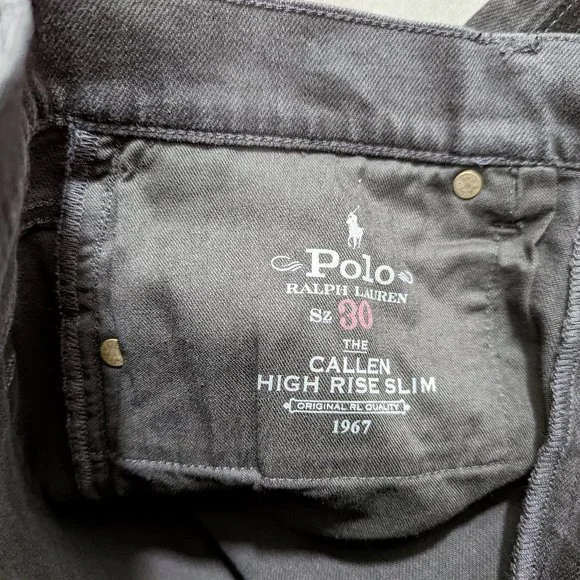 Polo
RALPH LAUREN
Sz 30
THE
CALLEN
HIGH RISE SLIM
ORIGINAL RL QUALITY
1967